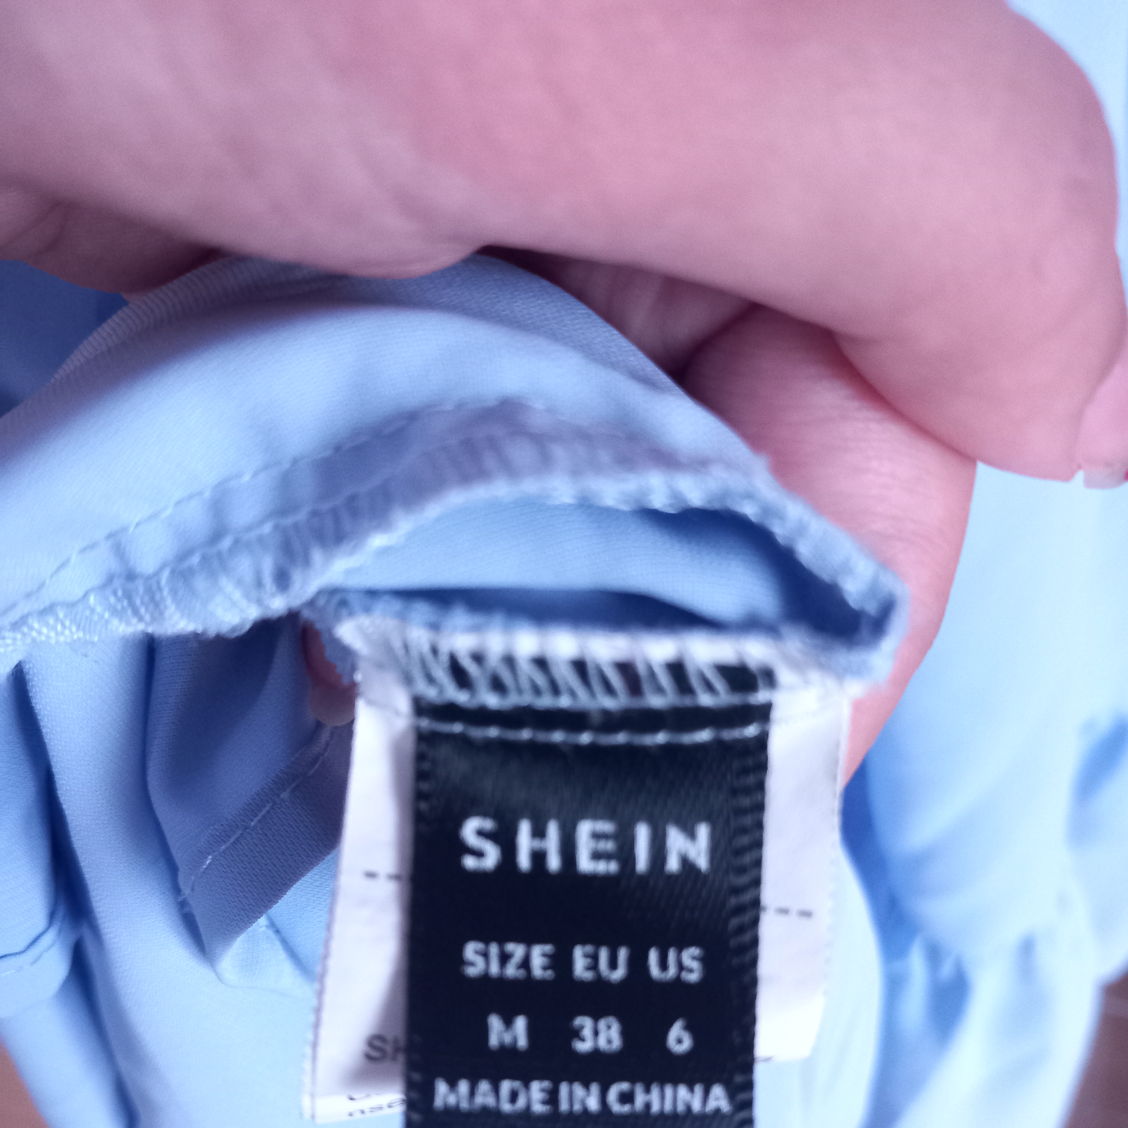 SHEIN
SIZE EU US
M 38 6
MADE IN CHINA